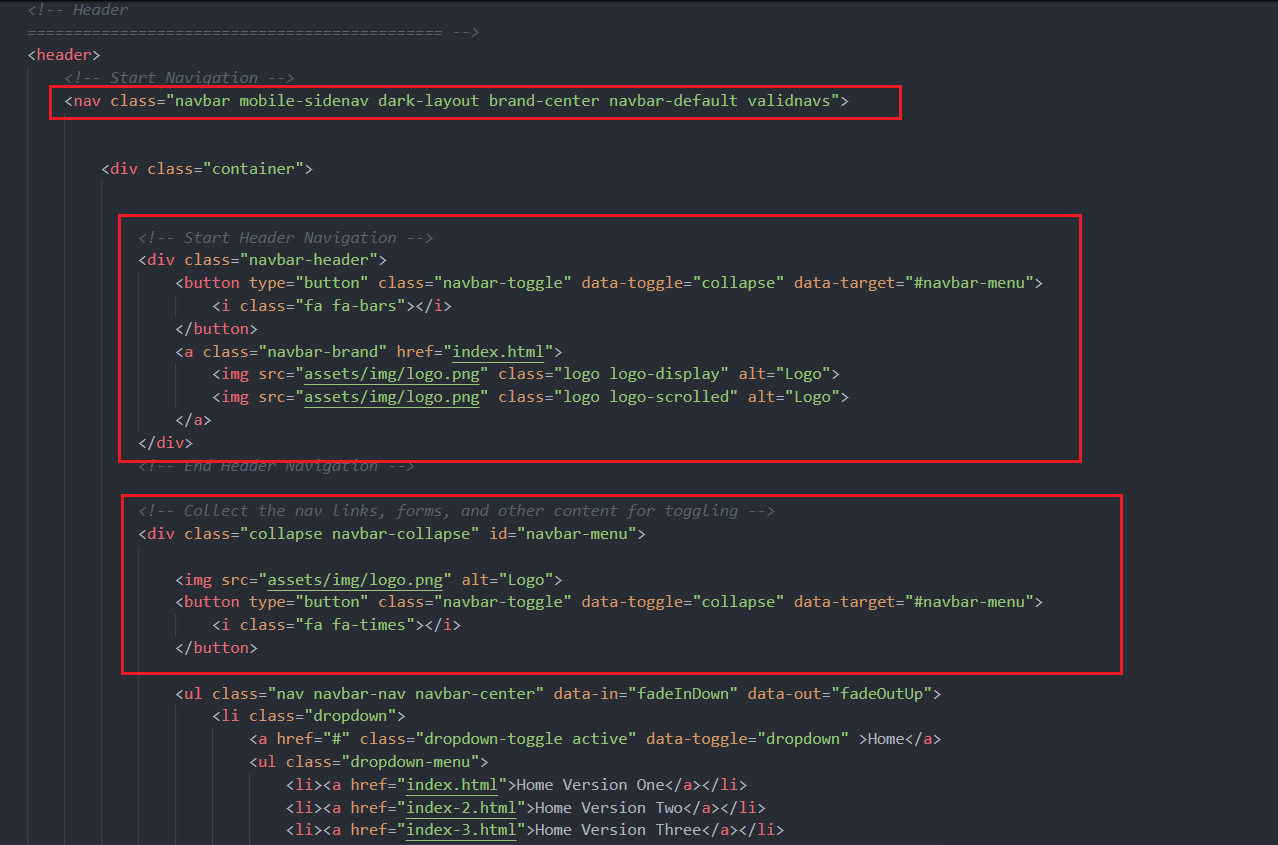 <!-- Header
============================================= -->
<header>
<!-- Start Navigation -->
<nav class="navbar mobile-sidenav dark-layout brand-center navbar-default validnavs">
<div class="container">
<!-- Start Header Navigation -->
<div class="navbar-header">
<button type="button" class="navbar-toggle" data-toggle="collapse" data-target="#navbar-menu">
<i class="fa fa-bars"></i>
</button>
<a class="navbar-brand" href="index.html">
<img src="assets/img/logo.png" class="logo logo-display" alt="Logo">
<img src="assets/img/logo.png" class="logo logo-scrolled" alt="Logo">
</a>
</div>
<!-- End Header Navigation -->
<!-- Collect the nav links, forms, and other content for toggling -->
<div class="collapse navbar-collapse" id="navbar-menu">
<img src="assets/img/logo.png" alt="Logo">
<button type="button" class="navbar-toggle" data-toggle="collapse" data-target="#navbar-menu">
<i class="fa fa-times"></i>
</button>
<ul class="nav navbar-nav navbar-center" data-in="fadeInDown" data-out="fadeOutUp">
<li class="dropdown">
<a href="#" class="dropdown-toggle active" data-toggle="dropdown" >Home</a>
<ul class="dropdown-menu">
<li><a href="index.html">Home Version One</a></li>
<li><a href="index-2.html">Home Version Two</a></li>
<li><a href="index-3.html">Home Version Three</a></li>